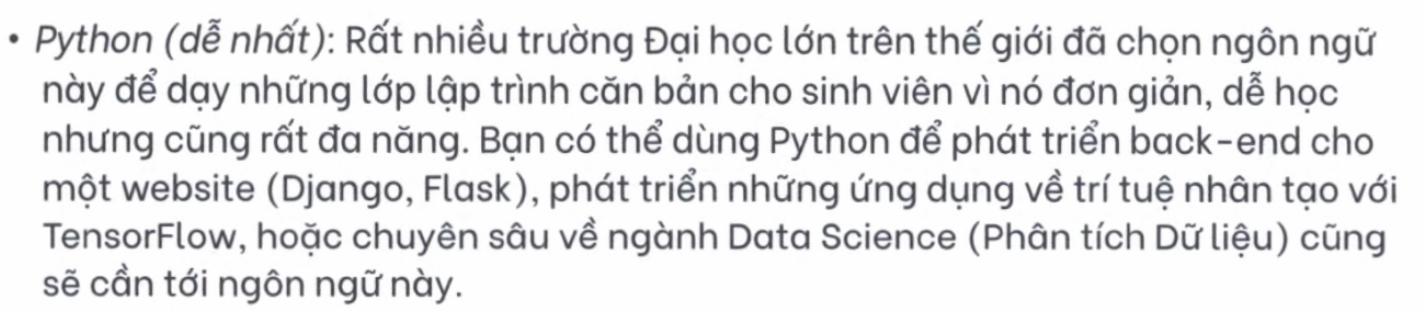 • Python (dễ nhất): Rất nhiều trường Đại học lớn trên thế giới đã chọn ngôn ngữ
này để dạy những lớp lập trình căn bản cho sinh viên vì nó đơn giản, dễ học
nhưng cũng rất đa năng. Bạn có thể dùng Python để phát triển back-end cho
một website (Django, Flask), phát triển những ứng dụng về trí tuệ nhân tạo với
TensorFlow, hoặc chuyên sâu về ngành Data Science (Phân tích Dữ liệu) cũng
sẽ cần tới ngôn ngữ này.